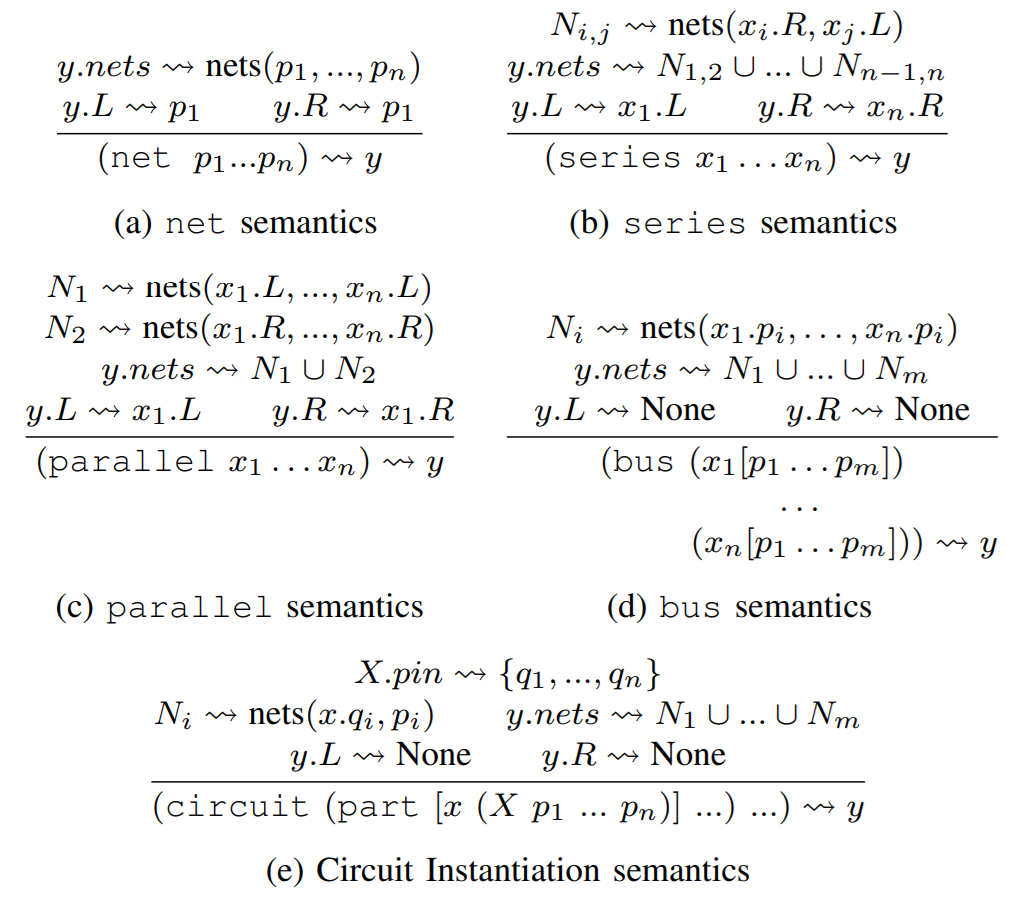 y.nets ⇝ nets(p₁, ..., pₙ)
y.L ⇝ p₁ y.R ⇝ p₁
(net p₁...pₙ) ⇝ y
(a) net semantics
Nᵢ,ⱼ ⇝ nets(xᵢ.R, xⱼ.L)
y.nets ⇝ N₁,₂ ∪ ... ∪ Nₙ₋₁,ₙ
y.L ⇝ x₁.L y.R ⇝ xₙ.R
(series x₁ ... xₙ) ⇝ y
(b) series semantics
N₁ ⇝ nets(x₁.L, ..., xₙ.L)
N₂ ⇝ nets(x₁.R, ..., xₙ.R)
y.nets ⇝ N₁ ∪ N₂
y.L ⇝ x₁.L y.R ⇝ x₁.R
(parallel x₁ ... xₙ) ⇝ y
(c) parallel semantics
Nᵢ ⇝ nets(x₁.pᵢ, ..., xₙ.pᵢ)
y.nets ⇝ N₁ ∪ ... ∪ Nₘ
y.L ⇝ None y.R ⇝ None
(bus (x₁[p₁ ... pₘ])
...
(xₙ[p₁ ... pₘ])) ⇝ y
(d) bus semantics
X.pin ⇝ {q₁, ..., qₙ}
Nᵢ ⇝ nets(x.qᵢ, pᵢ) y.nets ⇝ N₁ ∪ ... ∪ Nₘ
y.L ⇝ None y.R ⇝ None
(circuit (part [x (X p₁ ... pₙ)] ...) ...) ⇝ y
(e) Circuit Instantiation semantics